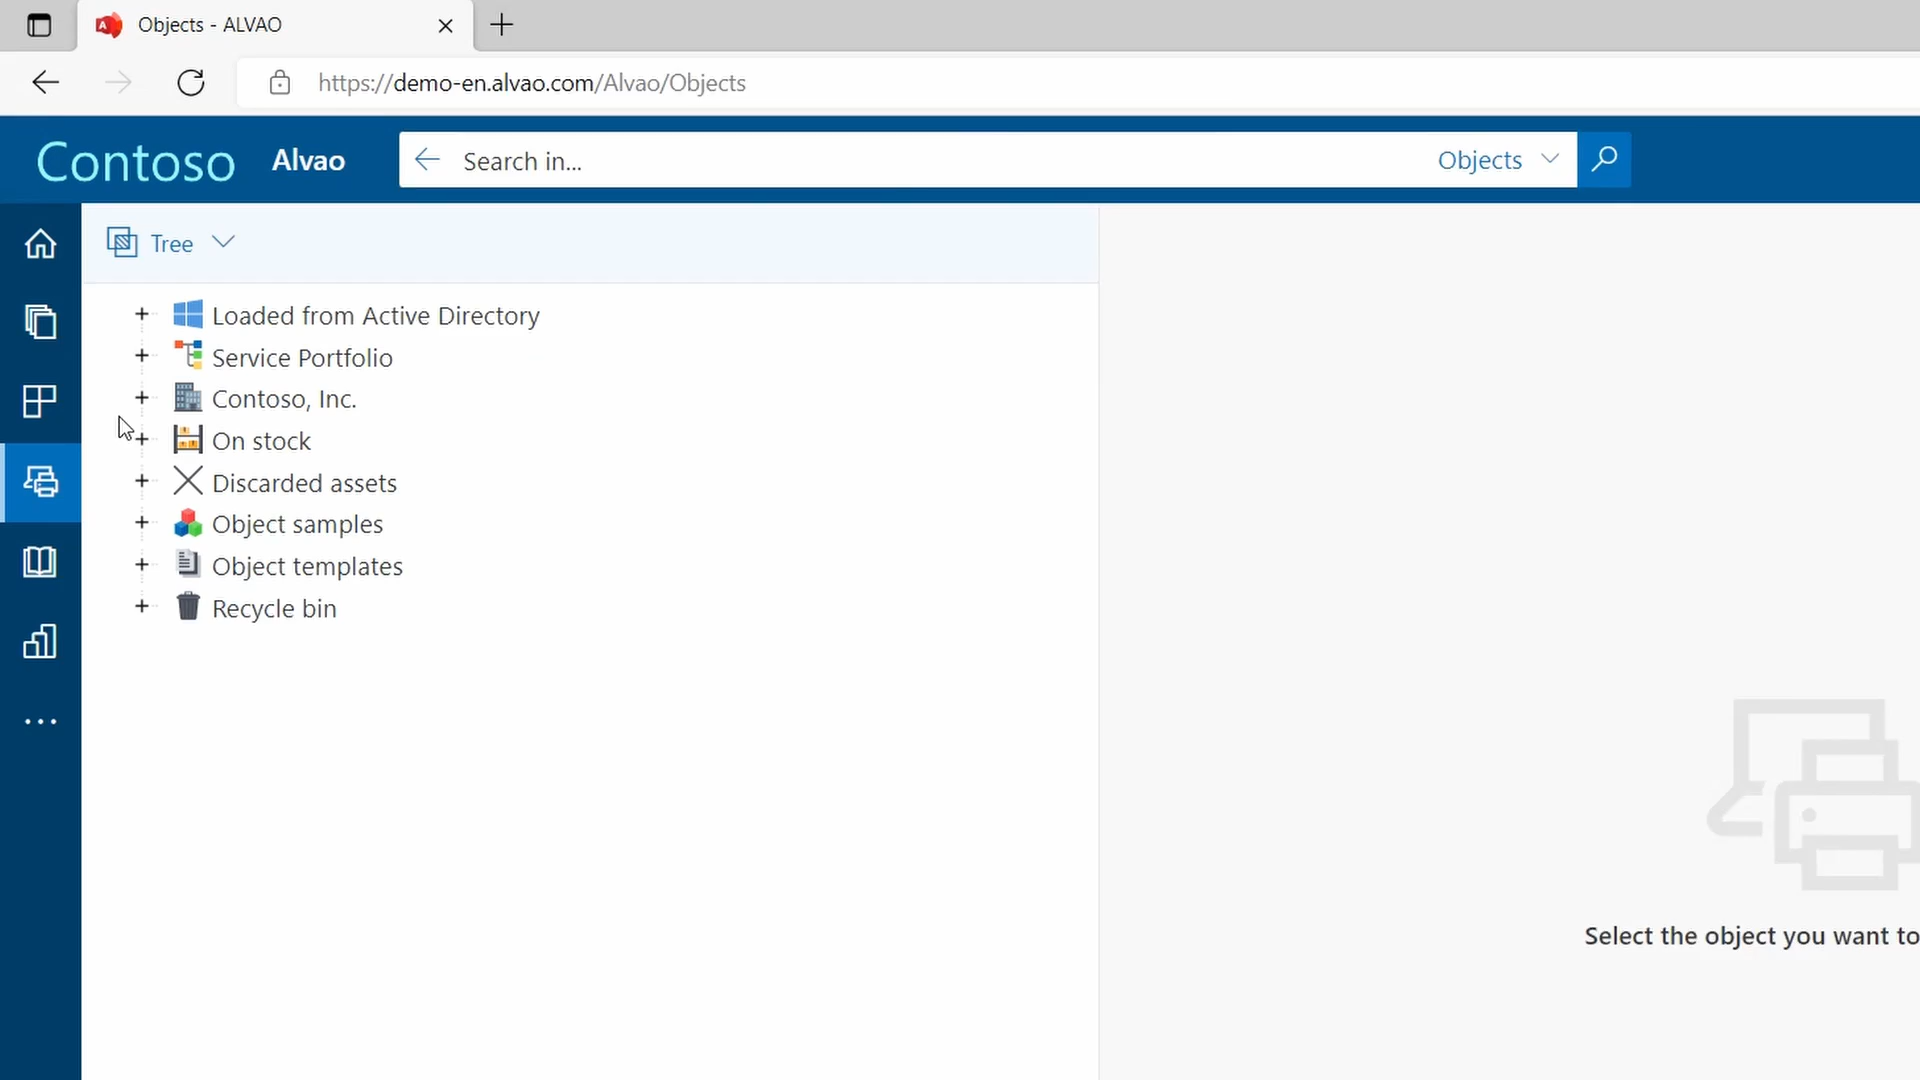 Objects - ALVAO
https://demo-en.alvao.com/Alvao/Objects
Contoso Alvao Search in... Objects
Tree
Loaded from Active Directory
Service Portfolio
Contoso, Inc.
On stock
Discarded assets
Object samples
Object templates
Recycle bin
Select the object you want to